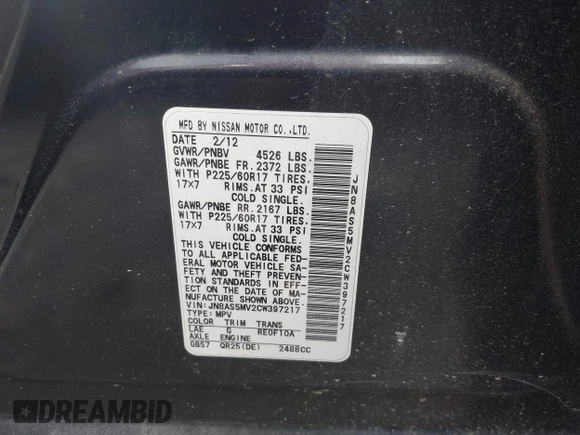 MFD BY NISSAN MOTOR CO.,LTD.
DATE 2/12
GVWR/PNBV 4526 LBS.
GAWR/PNBE FR. 2372 LBS.
WITH P225/60R17 TIRES.
17×7 RIMS. AT 33 PSI
COLD SINGLE.
GAWR/PNBE RR. 2167 LBS.
WITH P225/60R17 TIRES.
17×7 RIMS. AT 33 PSI
COLD SINGLE.
THIS VEHICLE CONFORMS
TO ALL APPLICABLE FED-
ERAL MOTOR VEHICLE SA-
FETY AND THEFT PREVEN-
TION STANDARDS IN EFF-
ECT ON THE DATE OF MA-
NUFACTURE SHOWN ABOVE.
VIN: JN8AS5MV2CW397217
TYPE: MPV
COLOR TRIM TRANS
LAE G RE0F10A
AXLE ENGINE
GB57 QR25(DE) 2488CC
JN8AS5MV2CW397217
DREAMBID